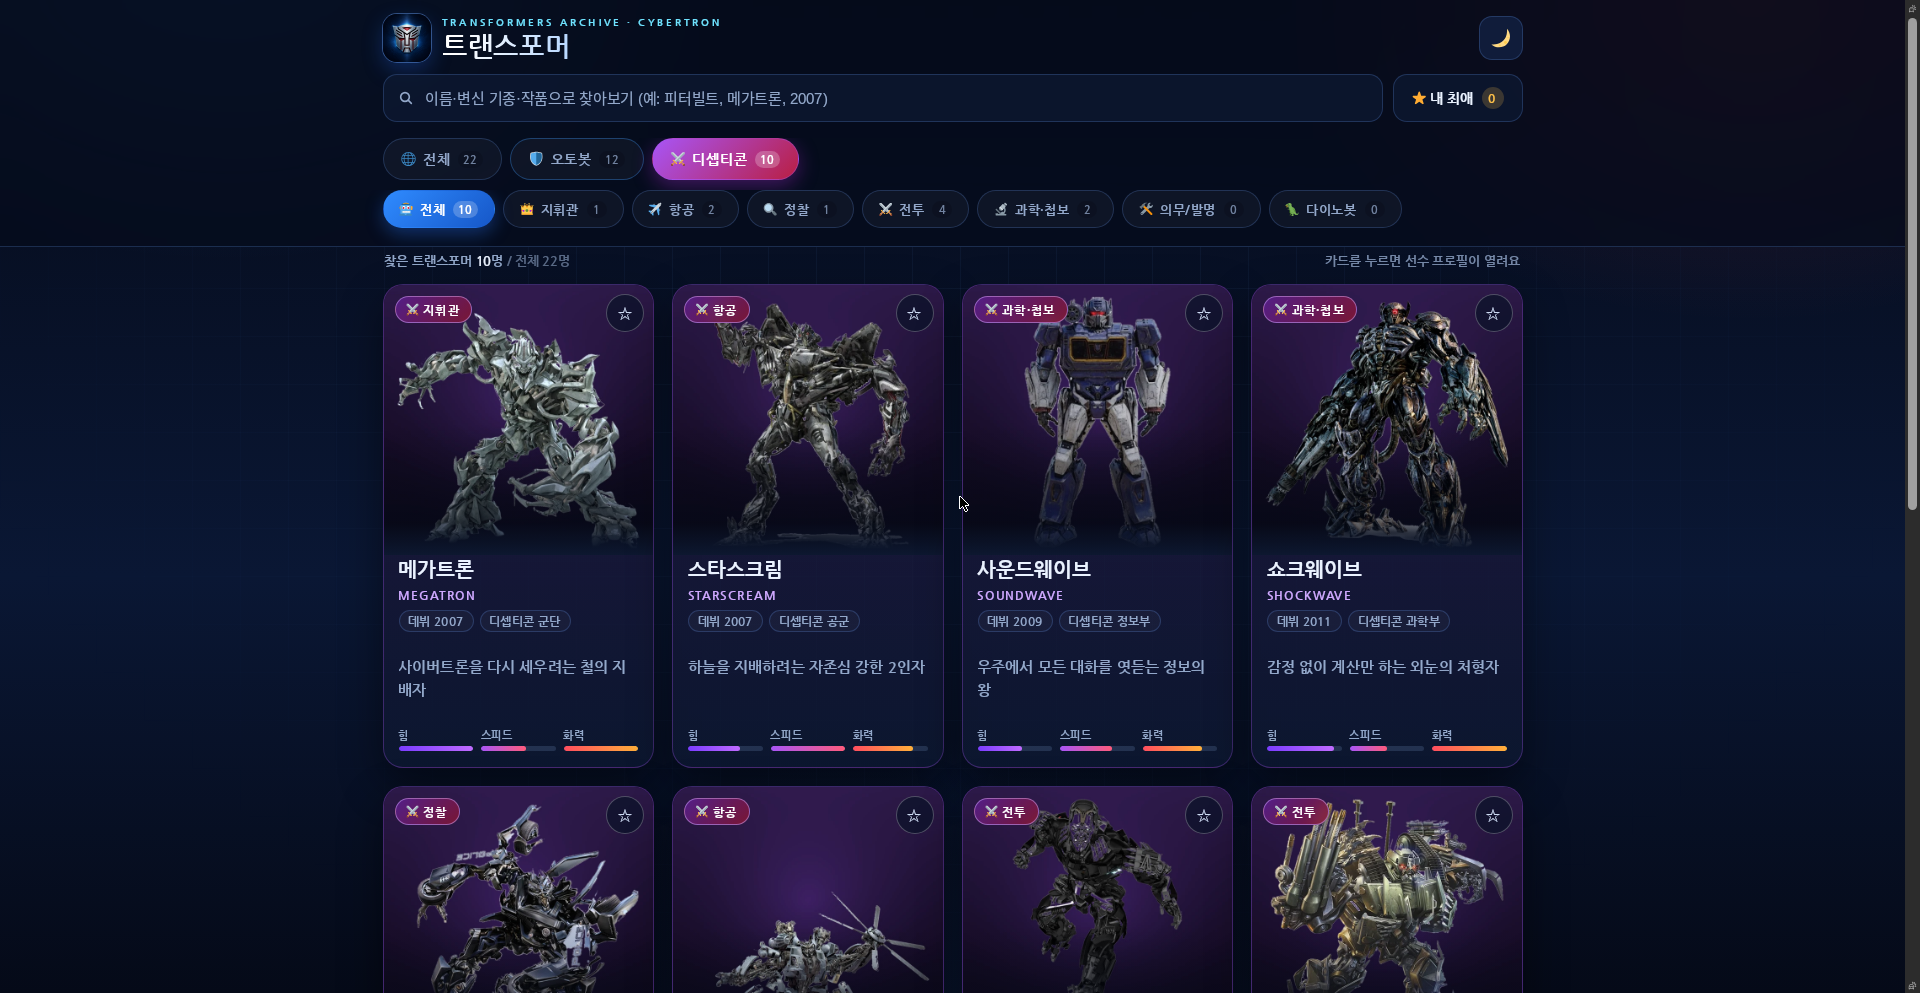 TRANSFORMERS ARCHIVE · CYBERTRON
트랜스포머
이름·변신 기종·작품으로 찾아보기 (예: 피터빌트, 메가트론, 2007)
내 최애 0
전체 22
오토봇 12
디셉티콘 10
전체 10
지휘관 1
항공 2
정찰 1
전투 4
과학·첩보 2
의무/발명 0
다이노봇 0
찾은 트랜스포머 10명 / 전체 22명
카드를 누르면 선수 프로필이 열려요
지휘관
항공
과학·첩보
과학·첩보
메가트론
MEGATRON
데뷔 2007
디셉티콘 군단
사이버트론을 다시 세우려는 철의 지
배자
힘
스피드
화력
스타스크림
STARSCREAM
데뷔 2007
디셉티콘 공군
하늘을 지배하려는 자존심 강한 2인자
힘
스피드
화력
사운드웨이브
SOUNDWAVE
데뷔 2009
디셉티콘 정보부
우주에서 모든 대화를 엿듣는 정보의
왕
힘
스피드
화력
쇼크웨이브
SHOCKWAVE
데뷔 2011
디셉티콘 과학부
감정 없이 계산만 하는 외눈의 처형자
힘
스피드
화력
정찰
항공
전투
전투
POLICE